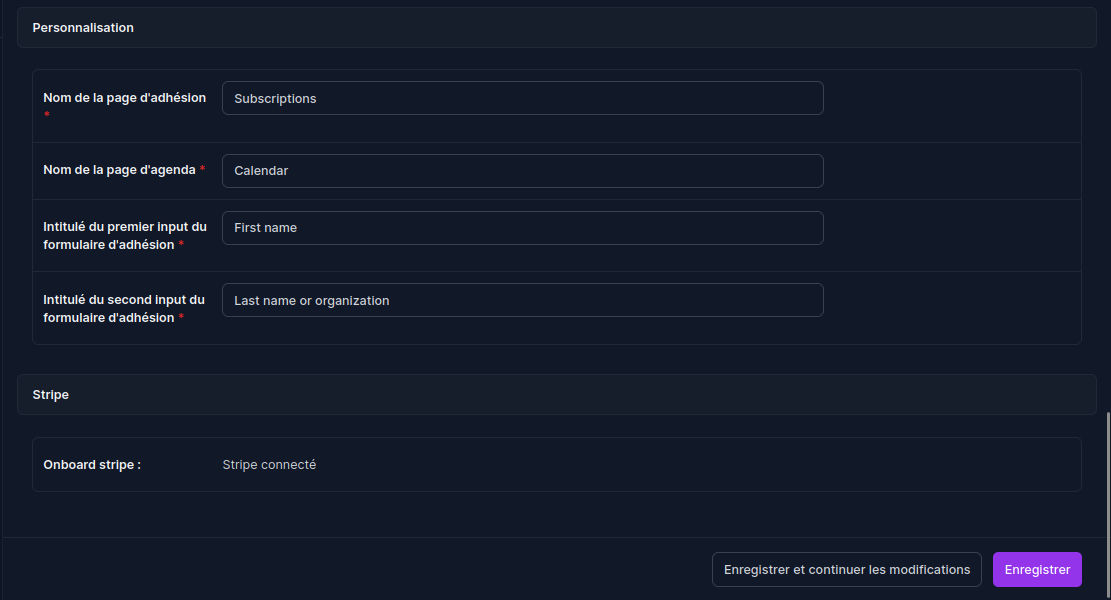 Personnalisation
Nom de la page d'adhésion
*
Subscriptions
Nom de la page d'agenda *
Calendar
Intitulé du premier input du
formulaire d'adhésion *
First name
Intitulé du second input du
formulaire d'adhésion *
Last name or organization
Stripe
Onboard stripe :
Stripe connecté
Enregistrer et continuer les modifications
Enregistrer